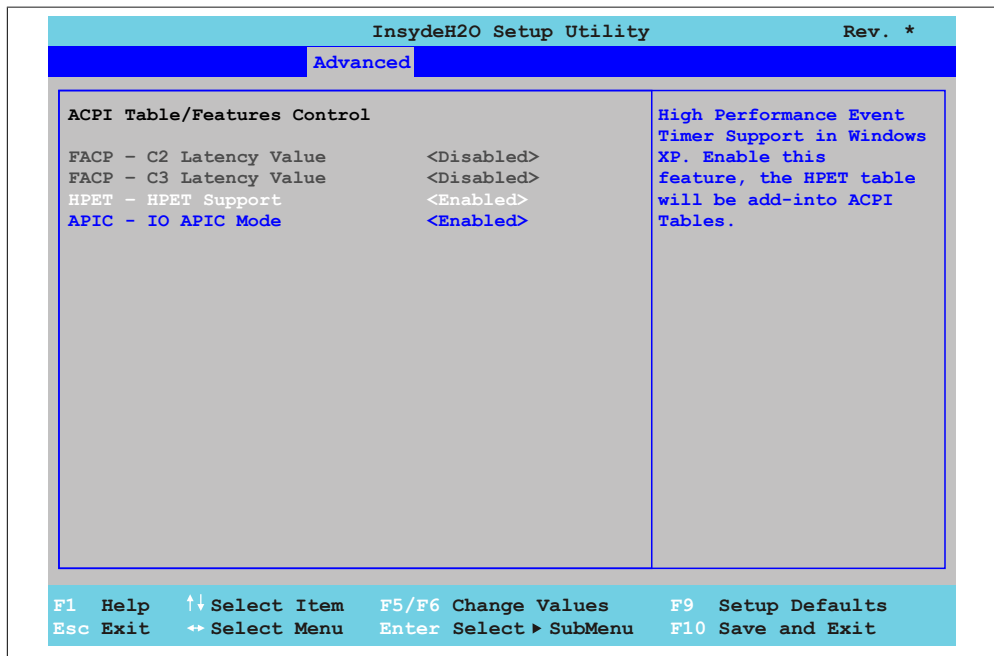 InsydeH2O Setup Utility Rev. *
Advanced
ACPI Table/Features Control
FACP – C2 Latency Value <Disabled>
FACP – C3 Latency Value <Disabled>
HPET – HPET Support <Enabled>
APIC – IO APIC Mode <Enabled>
High Performance Event
Timer Support in Windows
XP. Enable this
feature, the HPET table
will be add-into ACPI
Tables.
F1 Help ↑↓ Select Item F5/F6 Change Values F9 Setup Defaults
Esc Exit ↔ Select Menu Enter Select ▶ SubMenu F10 Save and Exit